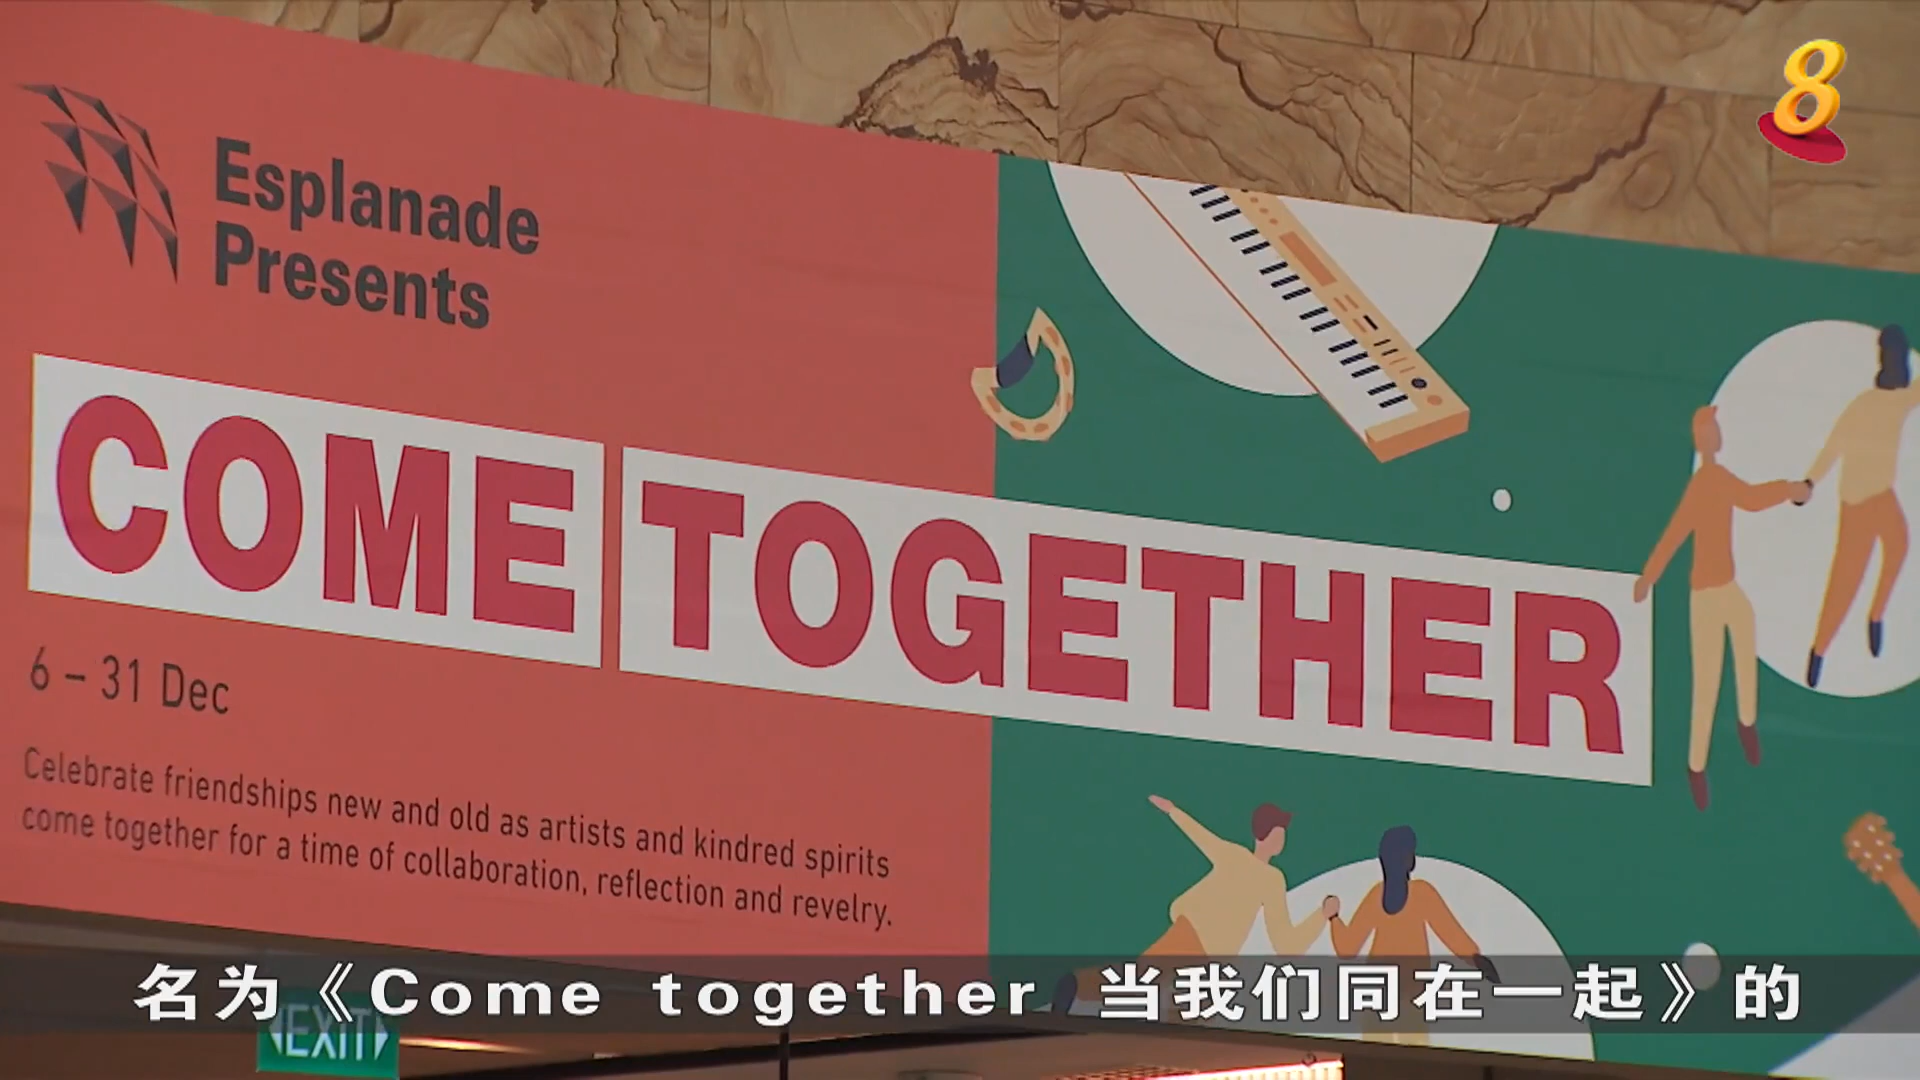 8
Esplanade
Presents
COME TOGETHER
6 – 31 Dec
Celebrate friendships new and old as artists and kindred spirits
come together for a time of collaboration, reflection and revelry.
名为《Come together 当我们同在一起》的
EXIT